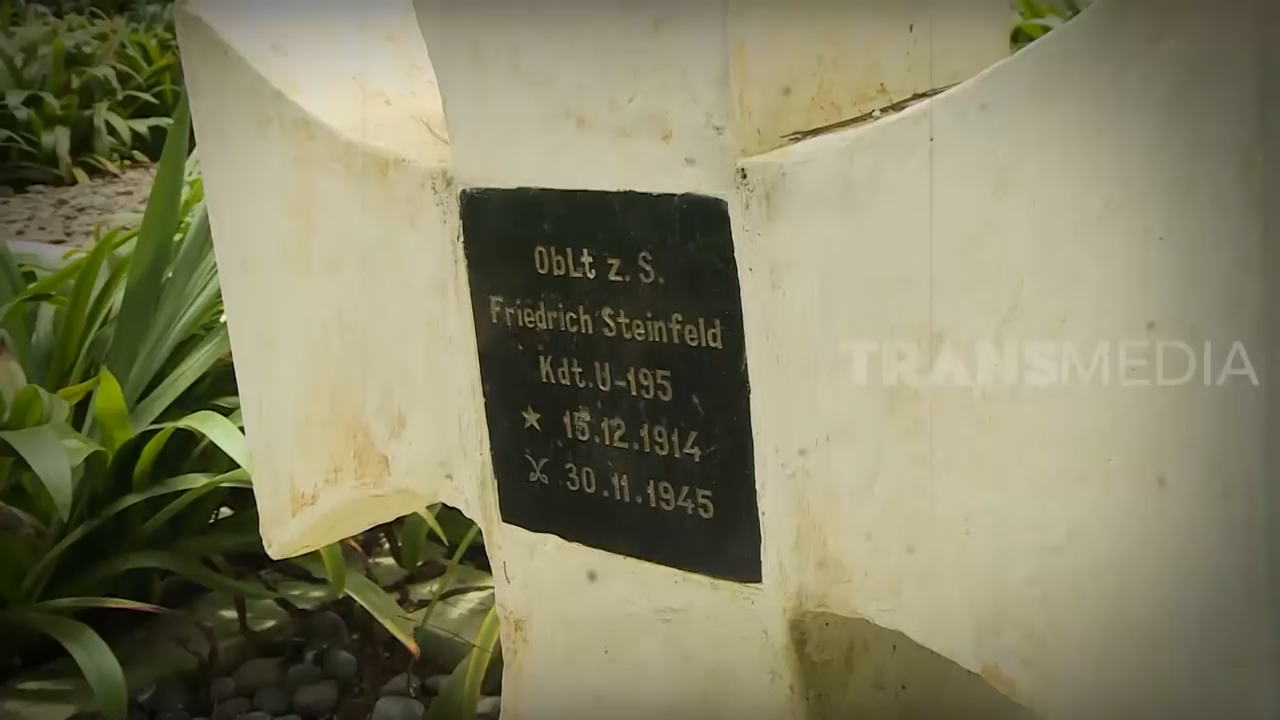 ObLt z. S.
Friedrich Steinfeld
Kdt. U-195
★ 15.12.1914
30.11.1945
TRANSMEDIA